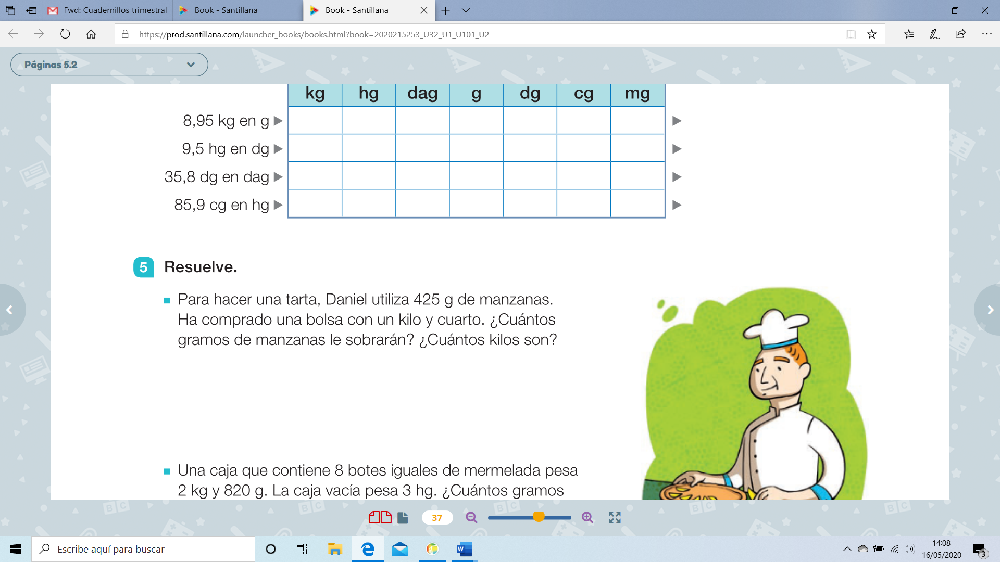 Fwd: Cuadernillos trimestral
Book - Santillana
Book - Santillana
https://prod.santillana.com/launcher_books/books.html?book=2020215253_U32_U1_U101_U2
Páginas 5.2
kg hg dag g dg cg mg
8,95 kg en g
9,5 hg en dg
35,8 dg en dag
85,9 cg en hg
5 Resuelve.
Para hacer una tarta, Daniel utiliza 425 g de manzanas.
Ha comprado una bolsa con un kilo y cuarto. ¿Cuántos
gramos de manzanas le sobrarán? ¿Cuántos kilos son?
Una caja que contiene 8 botes iguales de mermelada pesa
2 kg y 820 g. La caja vacía pesa 3 hg. ¿Cuántos gramos
37
Escribe aquí para buscar
14:08
16/05/2020
3